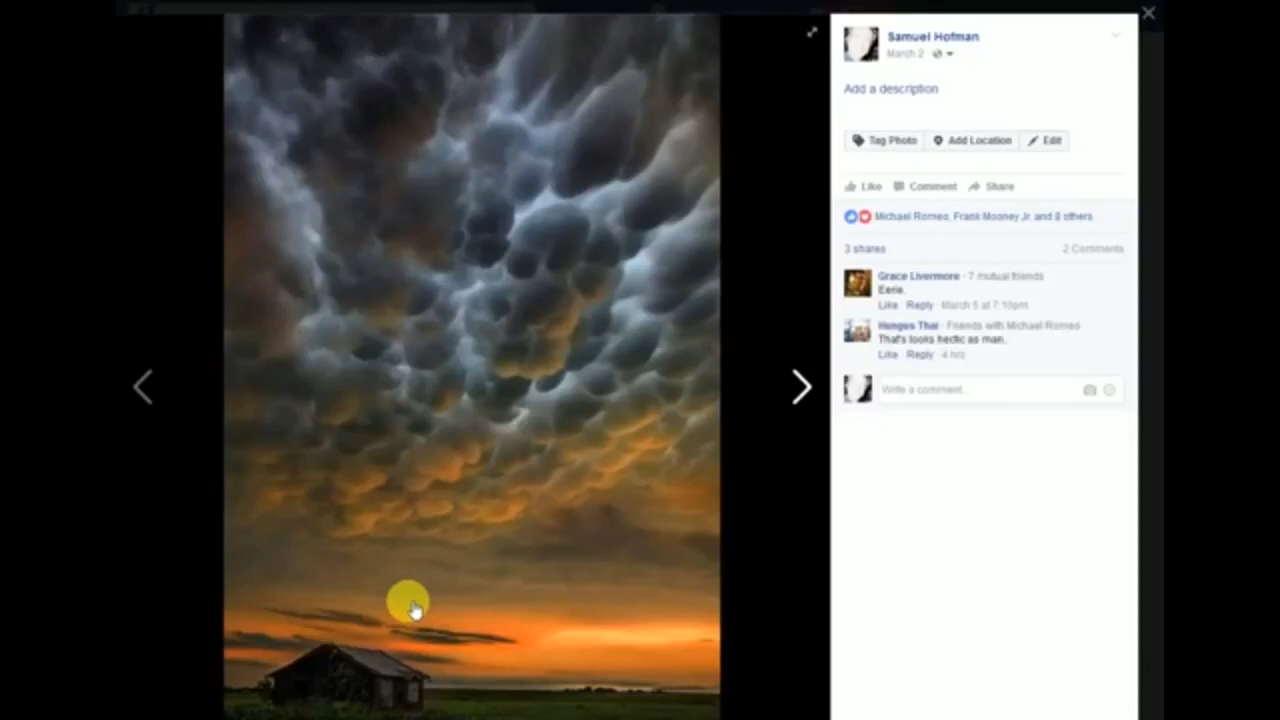 Samuel Hofman
March 2
Add a description
Tag Photo Add Location Edit
Like Comment Share
Michael Romeo, Frank Mooney Jr. and 8 others
3 shares 2 Comments
Grace Livermore · 7 mutual friends
Eerie.
Like Reply · March 5 at 7:10pm
Hungss Thai · Friends with Michael Romeo
That's looks hectic as man..
Like Reply · 4 hrs
Write a comment...